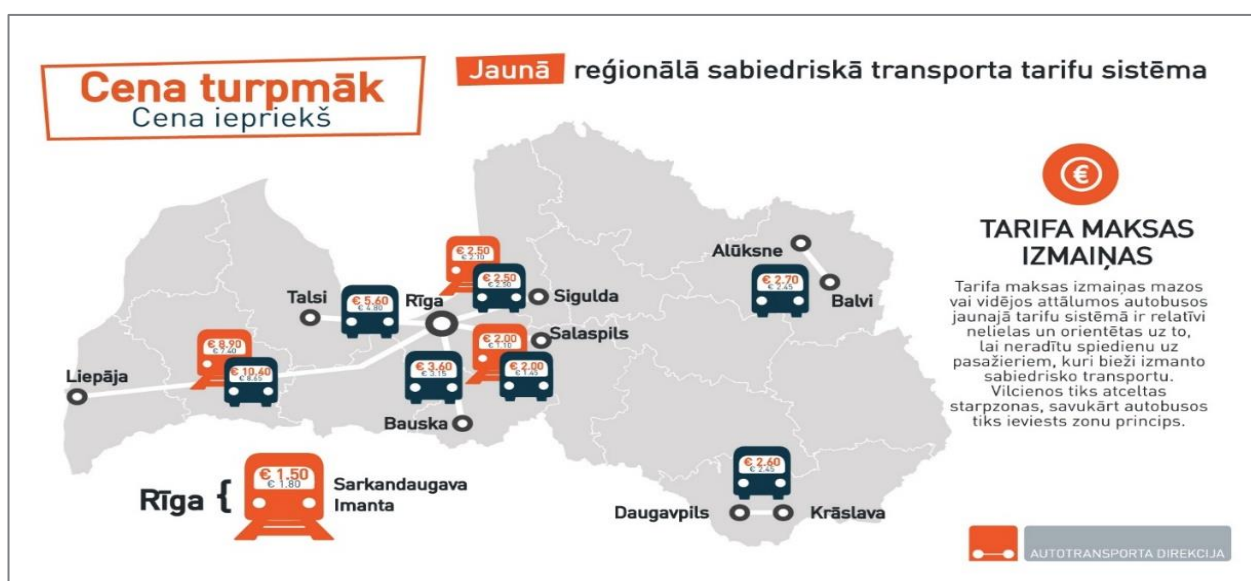 Cena turpmāk
Cena iepriekš
Jaunā reģionālā sabiedriskā transporta tarifu sistēma
€ 2.50
€ 2.10
€ 2.50
€ 2.30
Alūksne
€ 2.70
€ 2.45
Balvi
Talsi
€ 5.60
€ 4.80
Rīga
Sigulda
Salaspils
€ 2.00
€ 1.10
€ 2.00
€ 1.45
€ 8.90
€ 7.40
€ 10.40
€ 8.65
€ 3.60
€ 3.15
Liepāja
Bauska
Rīga {
€ 1.50
€ 1.80
Sarkandaugava
Imanta
€ 2.60
€ 2.45
Daugavpils
Krāslava
€
TARIFA MAKSAS
IZMAIŅAS
Tarifa maksas izmaiņas mazos
vai vidējos attālumos autobusos
jaunajā tarifu sistēmā ir relatīvi
nelielas un orientētas uz to,
lai neradītu spiedienu uz
pasažieriem, kuri bieži izmanto
sabiedrisko transportu.
Vilcienos tiks atceltas
starpzonas, savukārt autobusos
tiks ieviests zonu princips.
AUTOTRANSPORTA DIREKCIJA